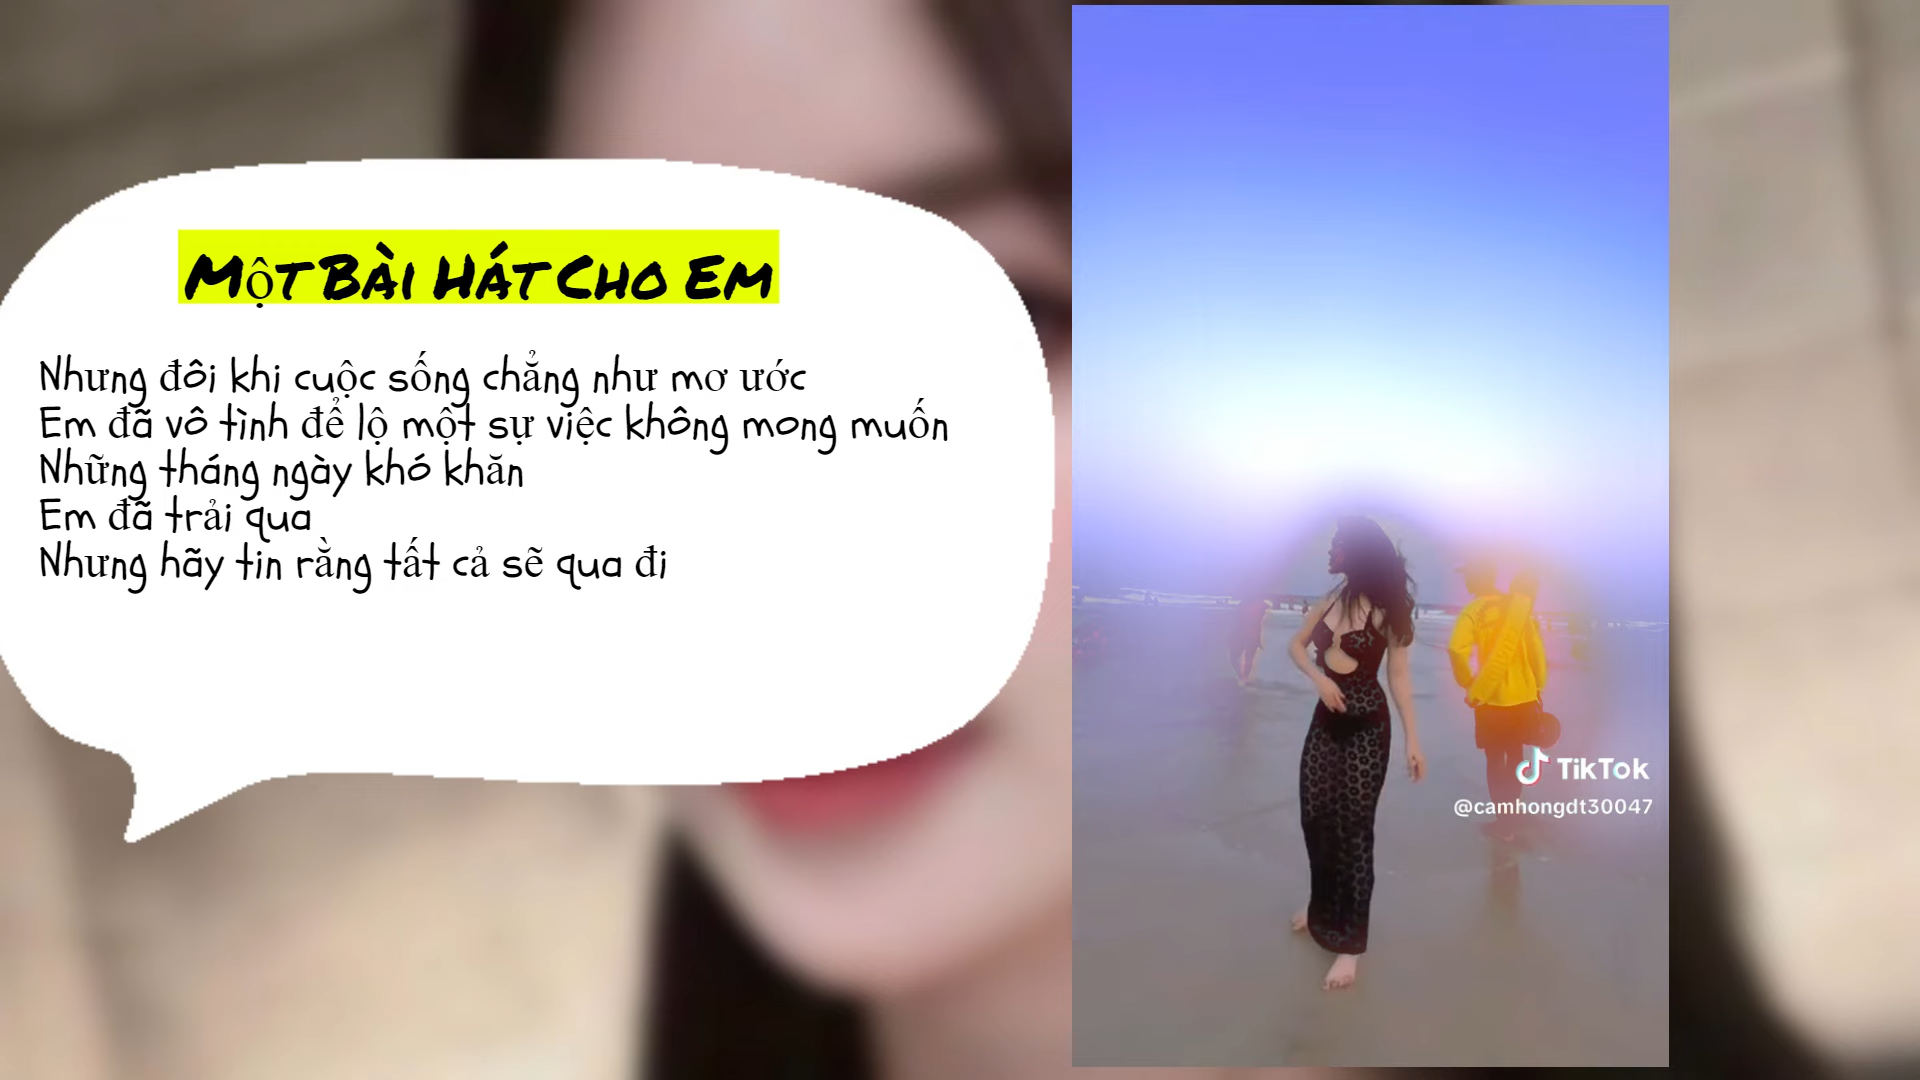 Một Bài Hát Cho Em
Nhưng đôi khi cuộc sống chẳng như mơ ước
Em đã vô tình để lộ một sự việc không mong muốn
Những tháng ngày khó khăn
Em đã trải qua
Nhưng hãy tin rằng tất cả sẽ qua đi
TikTok
@camhongdt30047